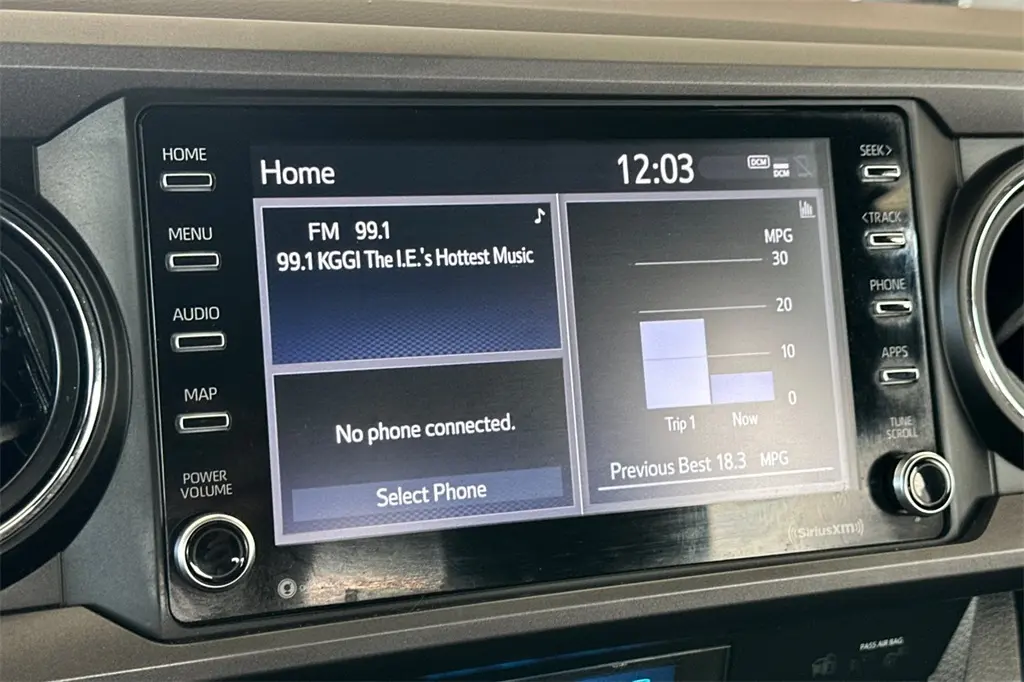 HOME
MENU
AUDIO
MAP
POWER
VOLUME
Home
12:03
DCM
DCM
FM 99.1
99.1 KGGI The I.E.'s Hottest Music
No phone connected.
Select Phone
MPG
30
20
10
0
Trip 1 Now
Previous Best 18.3 MPG
SEEK>
<TRACK
PHONE
APPS
TUNE
SCROLL
SiriusXM
PASS AIR BAG